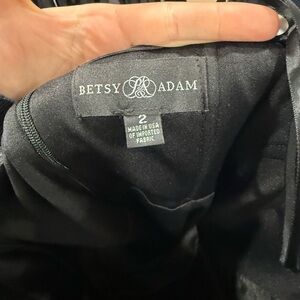 BETSY ADAM
2
MADE IN USA
OF IMPORTED
FABRIC